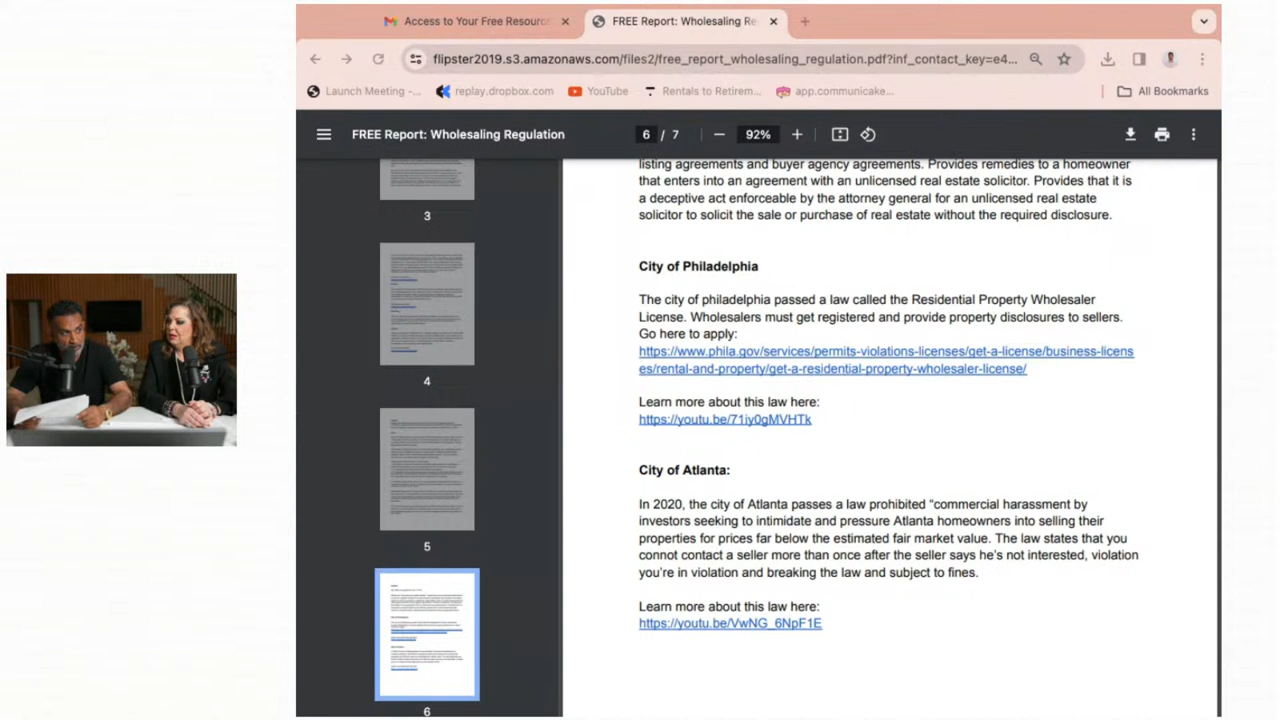 Access to Your Free Resourc
FREE Report: Wholesaling Re
flipster2019.s3.amazonaws.com/files2/free_report_wholesaling_regulation.pdf?inf_contact_key=e4...
Launch Meeting -...
replay.dropbox.com
YouTube
Rentals to Retirem...
app.communicake...
All Bookmarks
FREE Report: Wholesaling Regulation
6 / 7
92%
3
4
5
6
listing agreements and buyer agency agreements. Provides remedies to a homeowner
that enters into an agreement with an unlicensed real estate solicitor. Provides that it is
a deceptive act enforceable by the attorney general for an unlicensed real estate
solicitor to solicit the sale or purchase of real estate without the required disclosure.
City of Philadelphia
The city of philadelphia passed a law called the Residential Property Wholesaler
License. Wholesalers must get registered and provide property disclosures to sellers.
Go here to apply:
https://www.phila.gov/services/permits-violations-licenses/get-a-license/business-licens
es/rental-and-property/get-a-residential-property-wholesaler-license/
Learn more about this law here:
https://youtu.be/71jy0gMVHTk
City of Atlanta:
In 2020, the city of Atlanta passes a law prohibited “commercial harassment by
investors seeking to intimidate and pressure Atlanta homeowners into selling their
properties for prices far below the estimated fair market value. The law states that you
connot contact a seller more than once after the seller says he's not interested, violation
you're in violation and breaking the law and subject to fines.
Learn more about this law here:
https://youtu.be/VwNG_6NpF1E